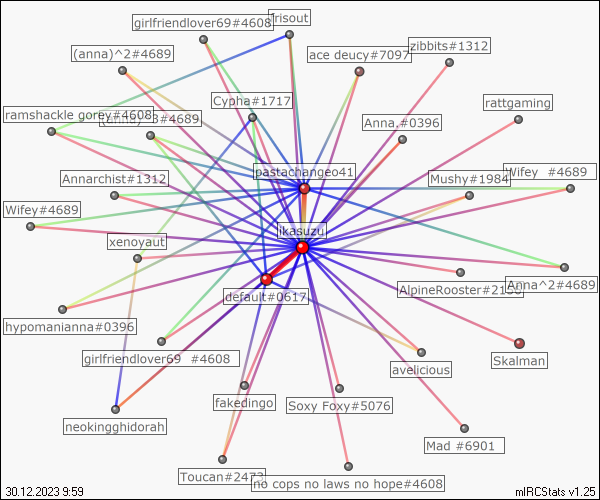 girlfriendlover69#4608
Trisout
(anna)^2#4689
ace deucy#7097
zibbits#1312
Cypha#1717
rattgaming
ramshackle gorey#4608
^3#4689
Anna.#0396
pastachangeo41
Annarchist#1312
Mushy#1984
Wifey #4689
Wifey#4689
ikasuzu
xenoyaut
default#0617
AlpineRooster#21
Anna^2#4689
hypomanianna#0396
girlfriendlover69 #4608
Skalman
avelicious
fakedingo
Soxy Foxy#5076
neokingghidorah
Mad #6901
Toucan#2473
no cops no laws no hope#4608
30.12.2023 9:59
mIRCStats v1.25